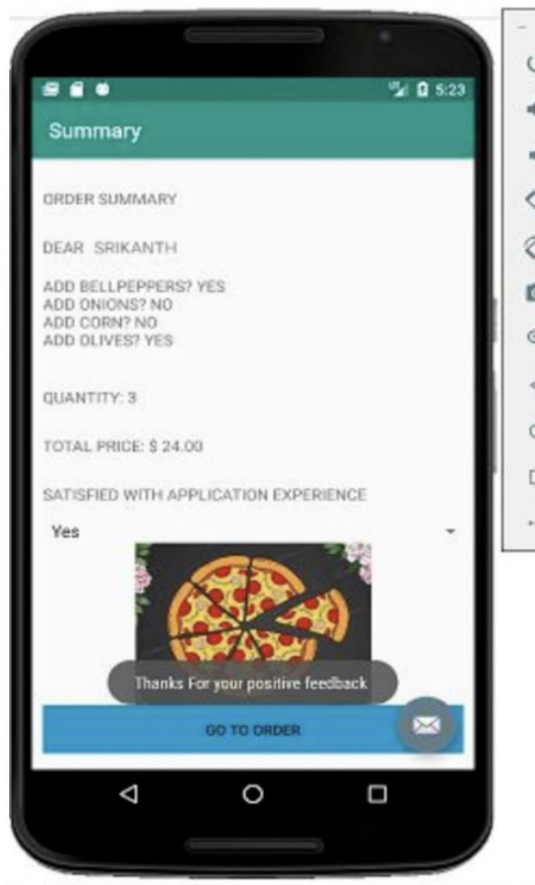 5:23
Summary
ORDER SUMMARY
DEAR SRIKANTH
ADD BELLPEPPERS? YES
ADD ONIONS? NO
ADD CORN? NO
ADD OLIVES? YES
QUANTITY: 3
TOTAL PRICE: $ 24.00
SATISFIED WITH APPLICATION EXPERIENCE
Yes
Thanks For your positive feedback
GO TO ORDER